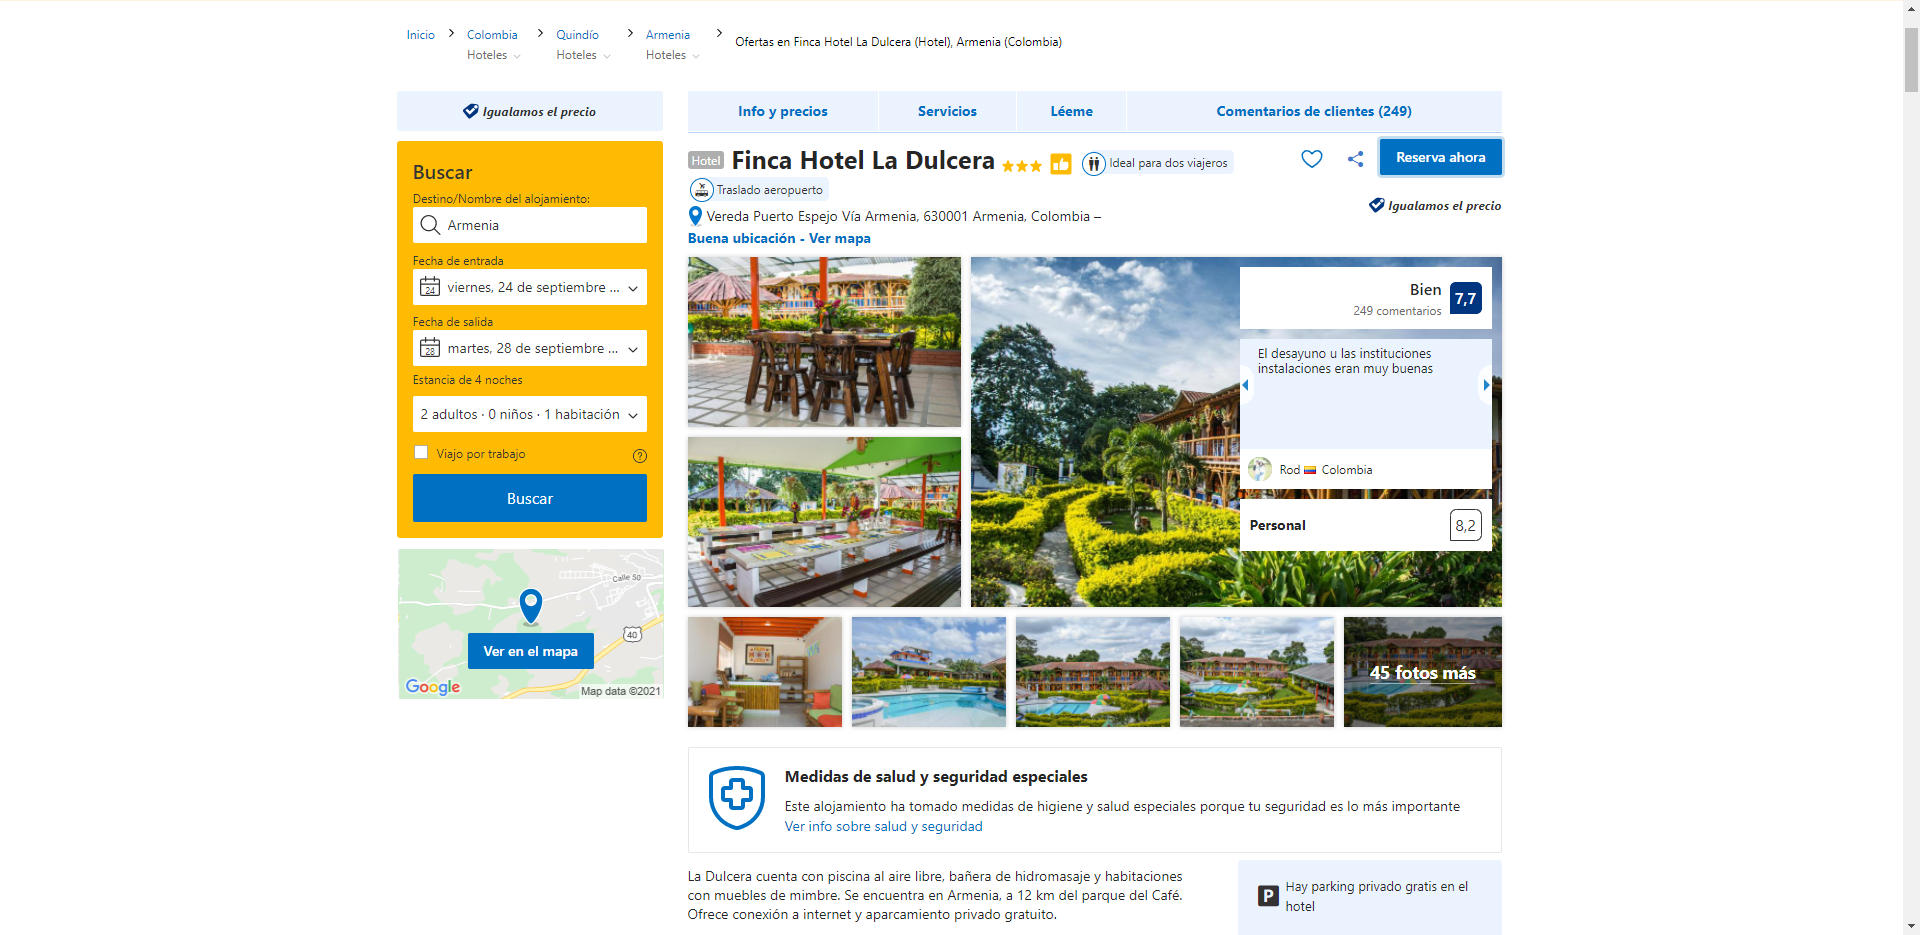 Inicio
Colombia
Hoteles
Quindío
Hoteles
Armenia
Hoteles
Ofertas en Finca Hotel La Dulcera (Hotel), Armenia (Colombia)
Igualamos el precio
Info y precios
Servicios
Léeme
Comentarios de clientes (249)
Buscar
Destino/Nombre del alojamiento:
Armenia
Fecha de entrada
24
viernes, 24 de septiembre ...
Fecha de salida
28
martes, 28 de septiembre ...
Estancia de 4 noches
2 adultos · 0 niños · 1 habitación
Viajo por trabajo
?
Buscar
Calle 50
40
Ver en el mapa
Google
Map data ©2021
Hotel
Finca Hotel La Dulcera
Ideal para dos viajeros
Traslado aeropuerto
Reserva ahora
Igualamos el precio
Vereda Puerto Espejo Vía Armenia, 630001 Armenia, Colombia –
Buena ubicación - Ver mapa
Bien
7,7
249 comentarios
El desayuno u las instituciones
instalaciones eran muy buenas
Rod Colombia
Personal
8,2
45 fotos más
Medidas de salud y seguridad especiales
Este alojamiento ha tomado medidas de higiene y salud especiales porque tu seguridad es lo más importante
Ver info sobre salud y seguridad
La Dulcera cuenta con piscina al aire libre, bañera de hidromasaje y habitaciones
con muebles de mimbre. Se encuentra en Armenia, a 12 km del parque del Café.
Ofrece conexión a internet y aparcamiento privado gratuito.
P
Hay parking privado gratis en el
hotel